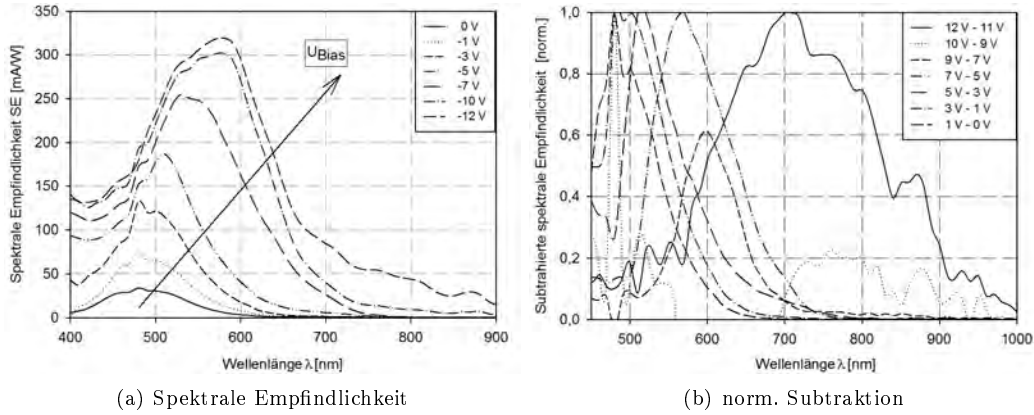 Spektrale Empfindlichkeit SE [mA/W]
350
300
250
200
150
100
50
0
400 500 600 700 800 900
Wellenlänge λ [nm]
UBias
0 V
-1 V
-3 V
-5 V
-7 V
-10 V
-12 V
(a) Spektrale Empfindlichkeit
Subtrahierte spektrale Empfindlichkeit [norm.]
1,0
0,8
0,6
0,4
0,2
0,0
500 600 700 800 900 1000
Wellenlänge λ [nm]
12 V - 11 V
10 V - 9 V
9 V - 7 V
7 V - 5 V
5 V - 3 V
3 V - 1 V
1 V - 0 V
(b) norm. Subtraktion